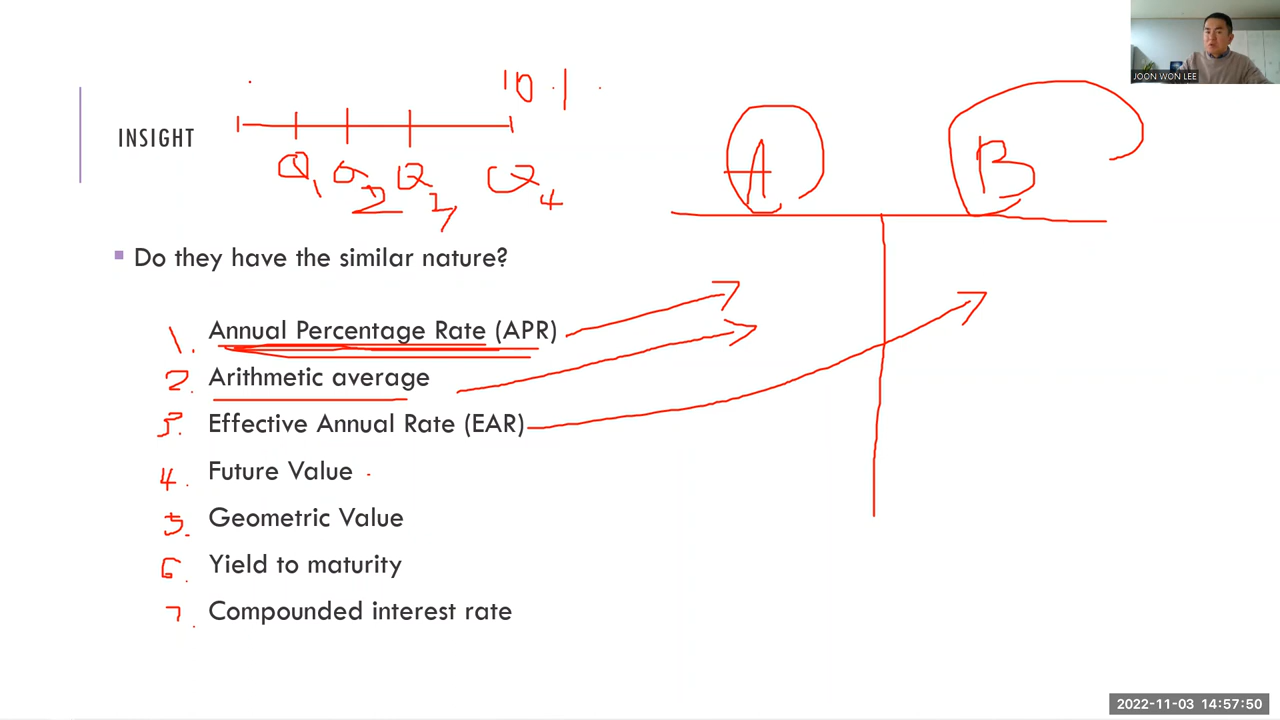 JOON WON LEE
10.1
INSIGHT
Q1 Q2 Q3 Q4
A B
Do they have the similar nature?
1. Annual Percentage Rate (APR)
2. Arithmetic average
3. Effective Annual Rate (EAR)
4. Future Value
5. Geometric Value
6. Yield to maturity
7. Compounded interest rate
2022-11-03 14:57:50